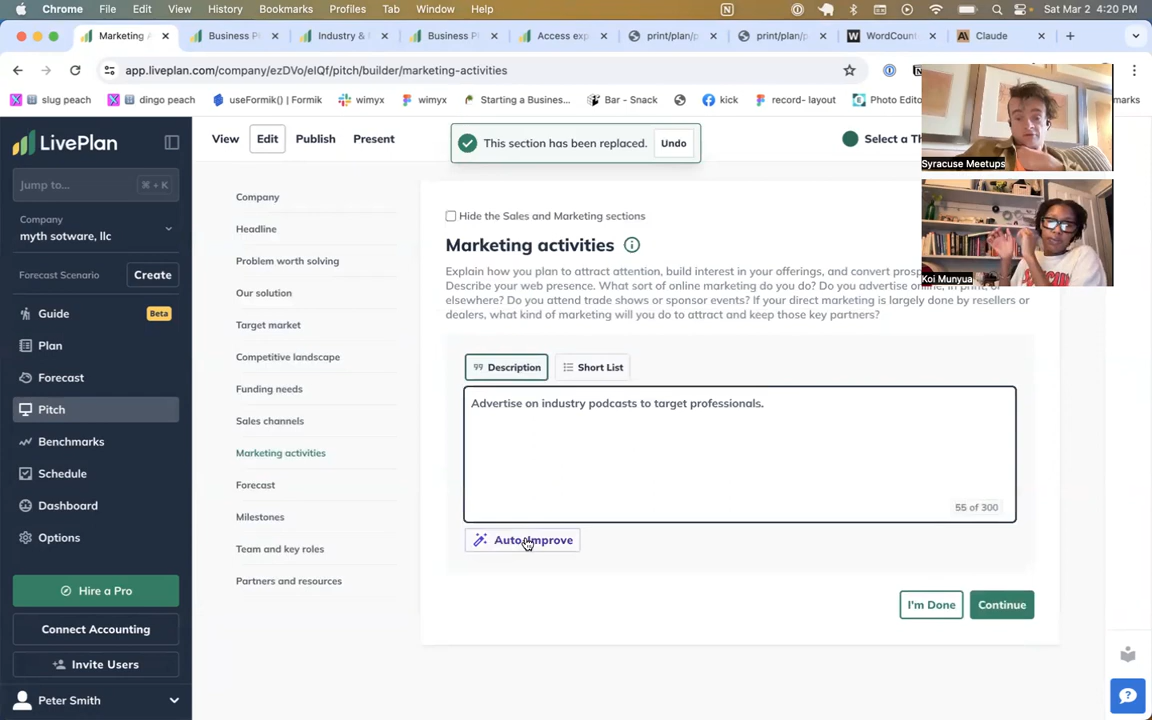 Chrome File Edit View History Bookmarks Profiles Tab Window Help
Sat Mar 2 4:20 PM
Marketing A
Business P
Industry & E
Business P
Access exp
print/plan/p
print/plan/p
WordCount
Claude
app.liveplan.com/company/ezDVo/elQf/pitch/builder/marketing-activities
slug peach
dingo peach
useFormik() | Formik
wimyx
wimyx
Starting a Business...
Bar - Snack
kick
record- layout
Photo Edito
LivePlan
View Edit Publish Present
This section has been replaced. Undo
Select a Th
Syracuse Meetups
Koi Munyua
Jump to... ⌘ + K
Company
myth sotware, llc
Forecast Scenario Create
Guide Beta
Plan
Forecast
Pitch
Benchmarks
Schedule
Dashboard
Options
Hire a Pro
Connect Accounting
Invite Users
Peter Smith
Company
Headline
Problem worth solving
Our solution
Target market
Competitive landscape
Funding needs
Sales channels
Marketing activities
Forecast
Milestones
Team and key roles
Partners and resources
Hide the Sales and Marketing sections
Marketing activities
Explain how you plan to attract attention, build interest in your offerings, and convert prosp
Describe your web presence. What sort of online marketing do you do? Do you advertise online, in print, or
elsewhere? Do you attend trade shows or sponsor events? If your direct marketing is largely done by resellers or
dealers, what kind of marketing will you do to attract and keep those key partners?
Description Short List
Advertise on industry podcasts to target professionals.
55 of 300
Auto Improve
I'm Done Continue